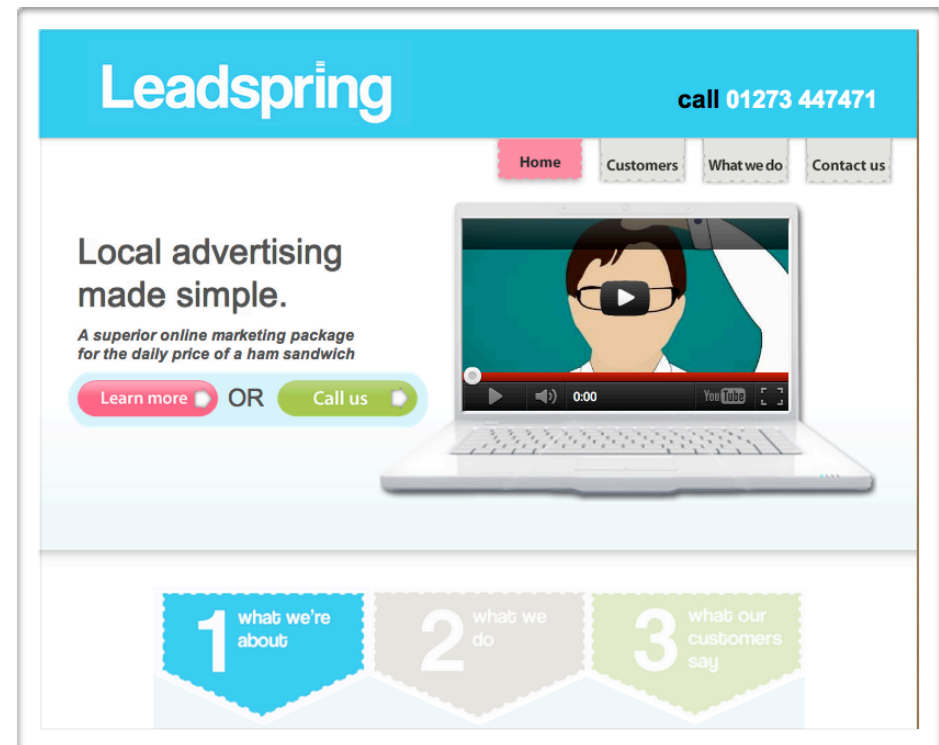 Leadspring
call 01273 447471
Home
Customers
What we do
Contact us
Local advertising
made simple.
A superior online marketing package
for the daily price of a ham sandwich
Learn more OR Call us
0:00
YouTube
1 what we're
about
2 what we
do
3 what our
customers
say